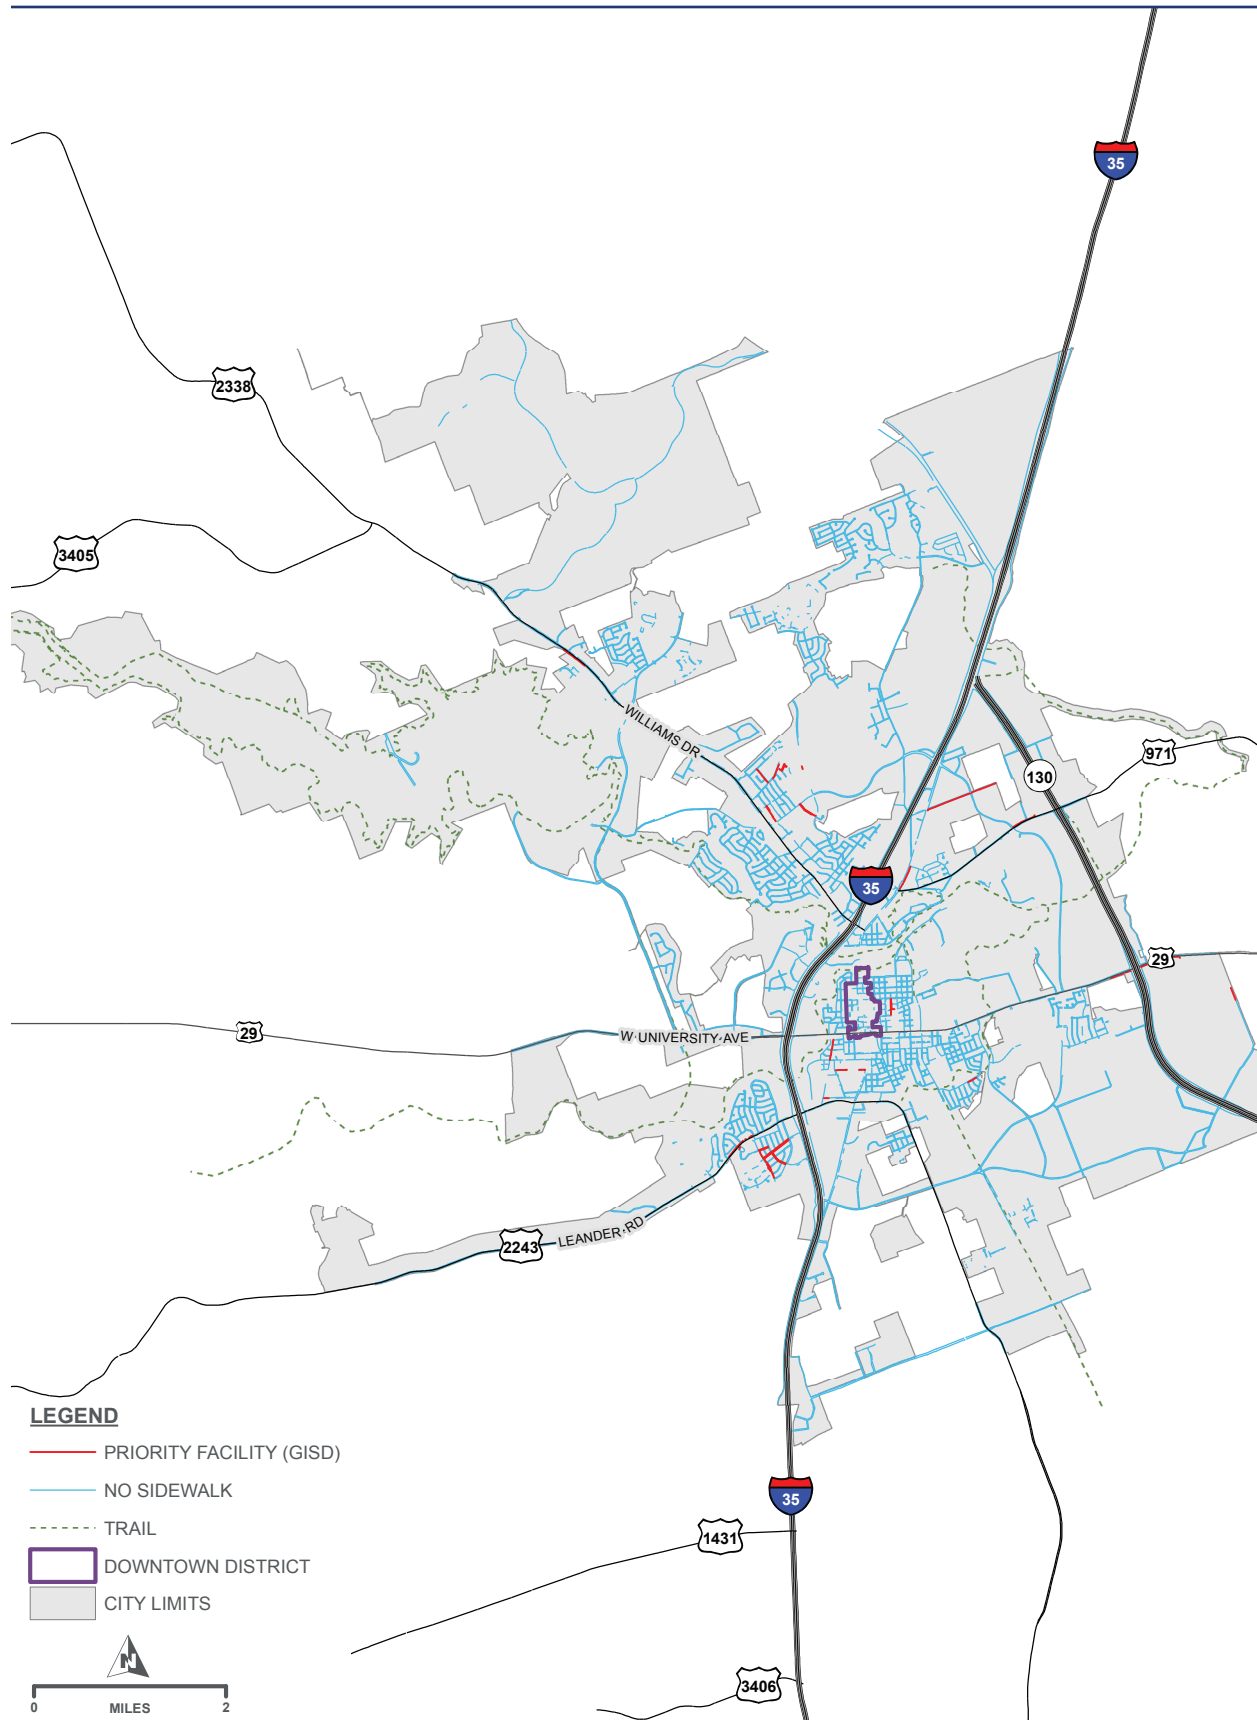 35
2338
3405
WILLIAMS DR
971
130
35
29
29
W UNIVERSITY AVE
2243
LEANDER RD
LEGEND
PRIORITY FACILITY (GISD)
NO SIDEWALK
TRAIL
DOWNTOWN DISTRICT
CITY LIMITS
N
0 MILES 2
35
1431
3406